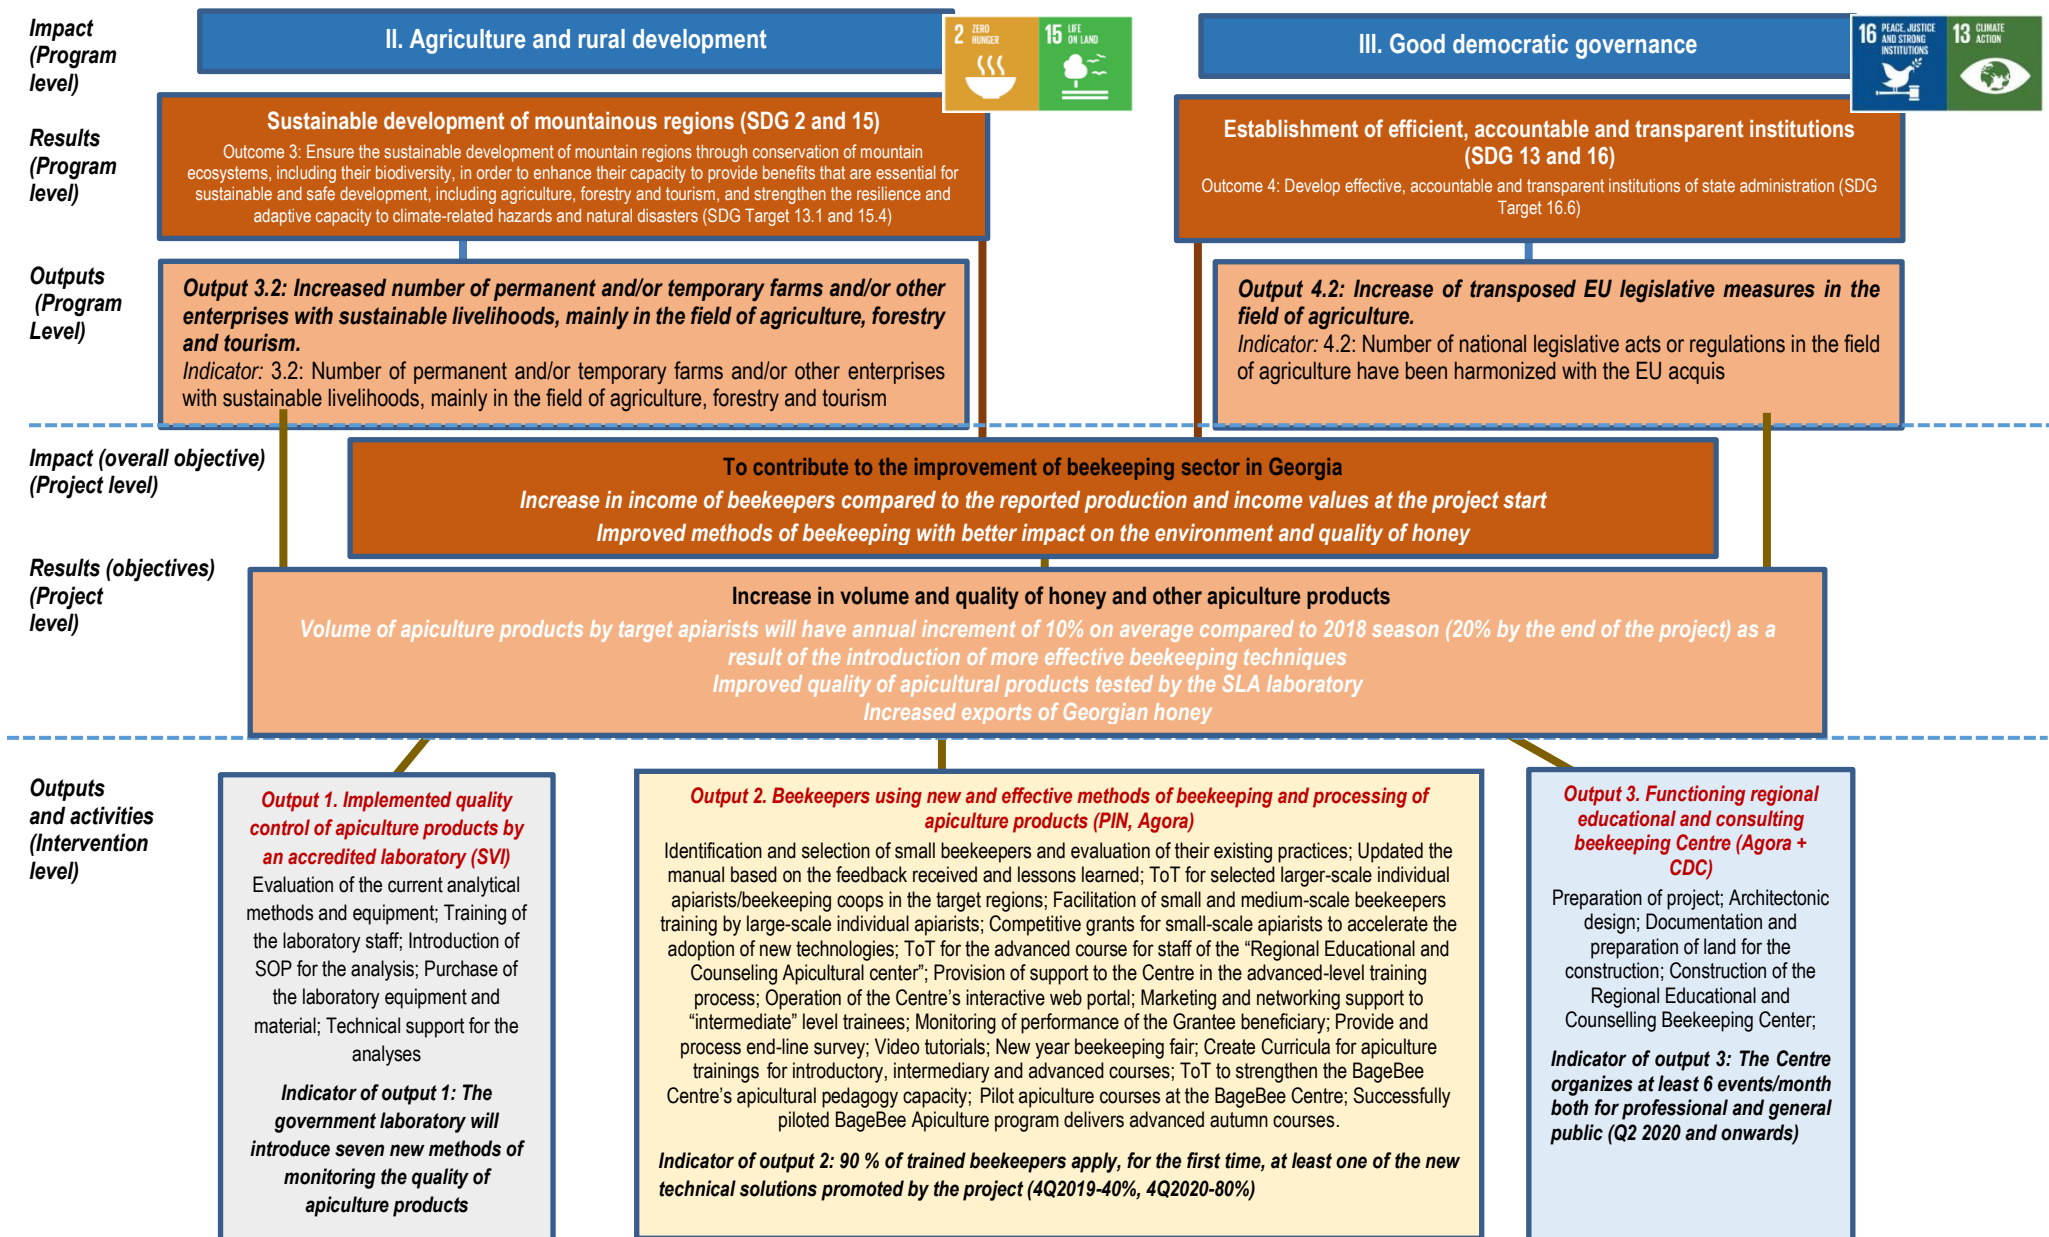 Impact
(Program
level)
II. Agriculture and rural development
2 ZERO
HUNGER
15 LIFE
ON LAND
III. Good democratic governance
16 PEACE, JUSTICE
AND STRONG
INSTITUTIONS
13 CLIMATE
ACTION
Results
(Program
level)
Sustainable development of mountainous regions (SDG 2 and 15)
Outcome 3: Ensure the sustainable development of mountain regions through conservation of mountain
ecosystems, including their biodiversity, in order to enhance their capacity to provide benefits that are essential for
sustainable and safe development, including agriculture, forestry and tourism, and strengthen the resilience and
adaptive capacity to climate-related hazards and natural disasters (SDG Target 13.1 and 15.4)
Establishment of efficient, accountable and transparent institutions
(SDG 13 and 16)
Outcome 4: Develop effective, accountable and transparent institutions of state administration (SDG
Target 16.6)
Outputs
(Program
Level)
Output 3.2: Increased number of permanent and/or temporary farms and/or other
enterprises with sustainable livelihoods, mainly in the field of agriculture, forestry
and tourism.
Indicator: 3.2: Number of permanent and/or temporary farms and/or other enterprises
with sustainable livelihoods, mainly in the field of agriculture, forestry and tourism
Output 4.2: Increase of transposed EU legislative measures in the
field of agriculture.
Indicator: 4.2: Number of national legislative acts or regulations in the field
of agriculture have been harmonized with the EU acquis
Impact (overall objective)
(Project level)
To contribute to the improvement of beekeeping sector in Georgia
Increase in income of beekeepers compared to the reported production and income values at the project start
Improved methods of beekeeping with better impact on the environment and quality of honey
Results (objectives)
(Project
level)
Increase in volume and quality of honey and other apiculture products
Volume of apiculture products by target apiarists will have annual increment of 10% on average compared to 2018 season (20% by the end of the project) as a
result of the introduction of more effective beekeeping techniques
Improved quality of apicultural products tested by the SLA laboratory
Increased exports of Georgian honey
Outputs
and activities
(Intervention
level)
Output 1. Implemented quality
control of apiculture products by
an accredited laboratory (SVI)
Evaluation of the current analytical
methods and equipment; Training of
the laboratory staff; Introduction of
SOP for the analysis; Purchase of
the laboratory equipment and
material; Technical support for the
analyses
Indicator of output 1: The
government laboratory will
introduce seven new methods of
monitoring the quality of
apiculture products
Output 2. Beekeepers using new and effective methods of beekeeping and processing of
apiculture products (PIN, Agora)
Identification and selection of small beekeepers and evaluation of their existing practices; Updated the
manual based on the feedback received and lessons learned; ToT for selected larger-scale individual
apiarists/beekeeping coops in the target regions; Facilitation of small and medium-scale beekeepers
training by large-scale individual apiarists; Competitive grants for small-scale apiarists to accelerate the
adoption of new technologies; ToT for the advanced course for staff of the “Regional Educational and
Counseling Apicultural center”; Provision of support to the Centre in the advanced-level training
process; Operation of the Centre’s interactive web portal; Marketing and networking support to
“intermediate” level trainees; Monitoring of performance of the Grantee beneficiary; Provide and
process end-line survey; Video tutorials; New year beekeeping fair; Create Curricula for apiculture
trainings for introductory, intermediary and advanced courses; ToT to strengthen the BageBee
Centre’s apicultural pedagogy capacity; Pilot apiculture courses at the BageBee Centre; Successfully
piloted BageBee Apiculture program delivers advanced autumn courses.
Indicator of output 2: 90 % of trained beekeepers apply, for the first time, at least one of the new
technical solutions promoted by the project (4Q2019-40%, 4Q2020-80%)
Output 3. Functioning regional
educational and consulting
beekeeping Centre (Agora +
CDC)
Preparation of project; Architectonic
design; Documentation and
preparation of land for the
construction; Construction of the
Regional Educational and
Counselling Beekeeping Center;
Indicator of output 3: The Centre
organizes at least 6 events/month
both for professional and general
public (Q2 2020 and onwards)